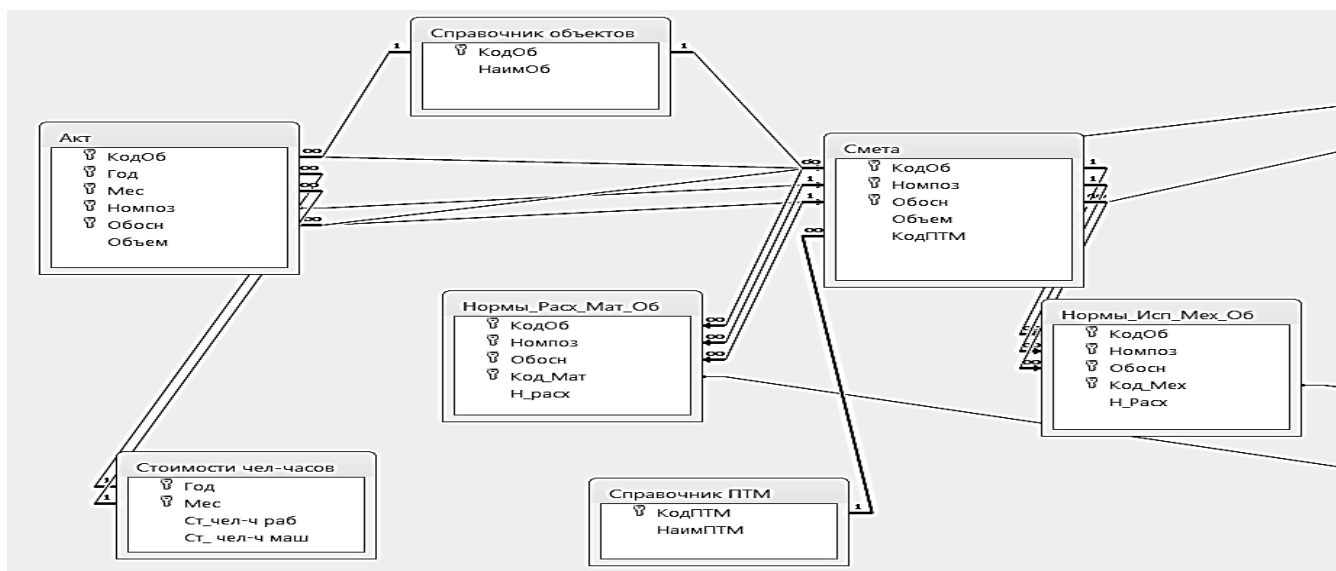 Справочник объектов
КодОб
НаимОб
Акт
КодОб
Год
Мес
Номпоз
Обосн
Объем
Смета
КодОб
Номпоз
Обосн
Объем
КодПТМ
Нормы_Расх_Мат_Об
КодОб
Номпоз
Обосн
Код_Мат
Н_расх
Нормы_Исп_Мех_Об
КодОб
Номпоз
Обосн
Код_Мех
Н_Расх
Стоимости чел-часов
Год
Мес
Ст_чел-ч раб
Ст_ чел-ч маш
Справочник ПТМ
КодПТМ
НаимПТМ